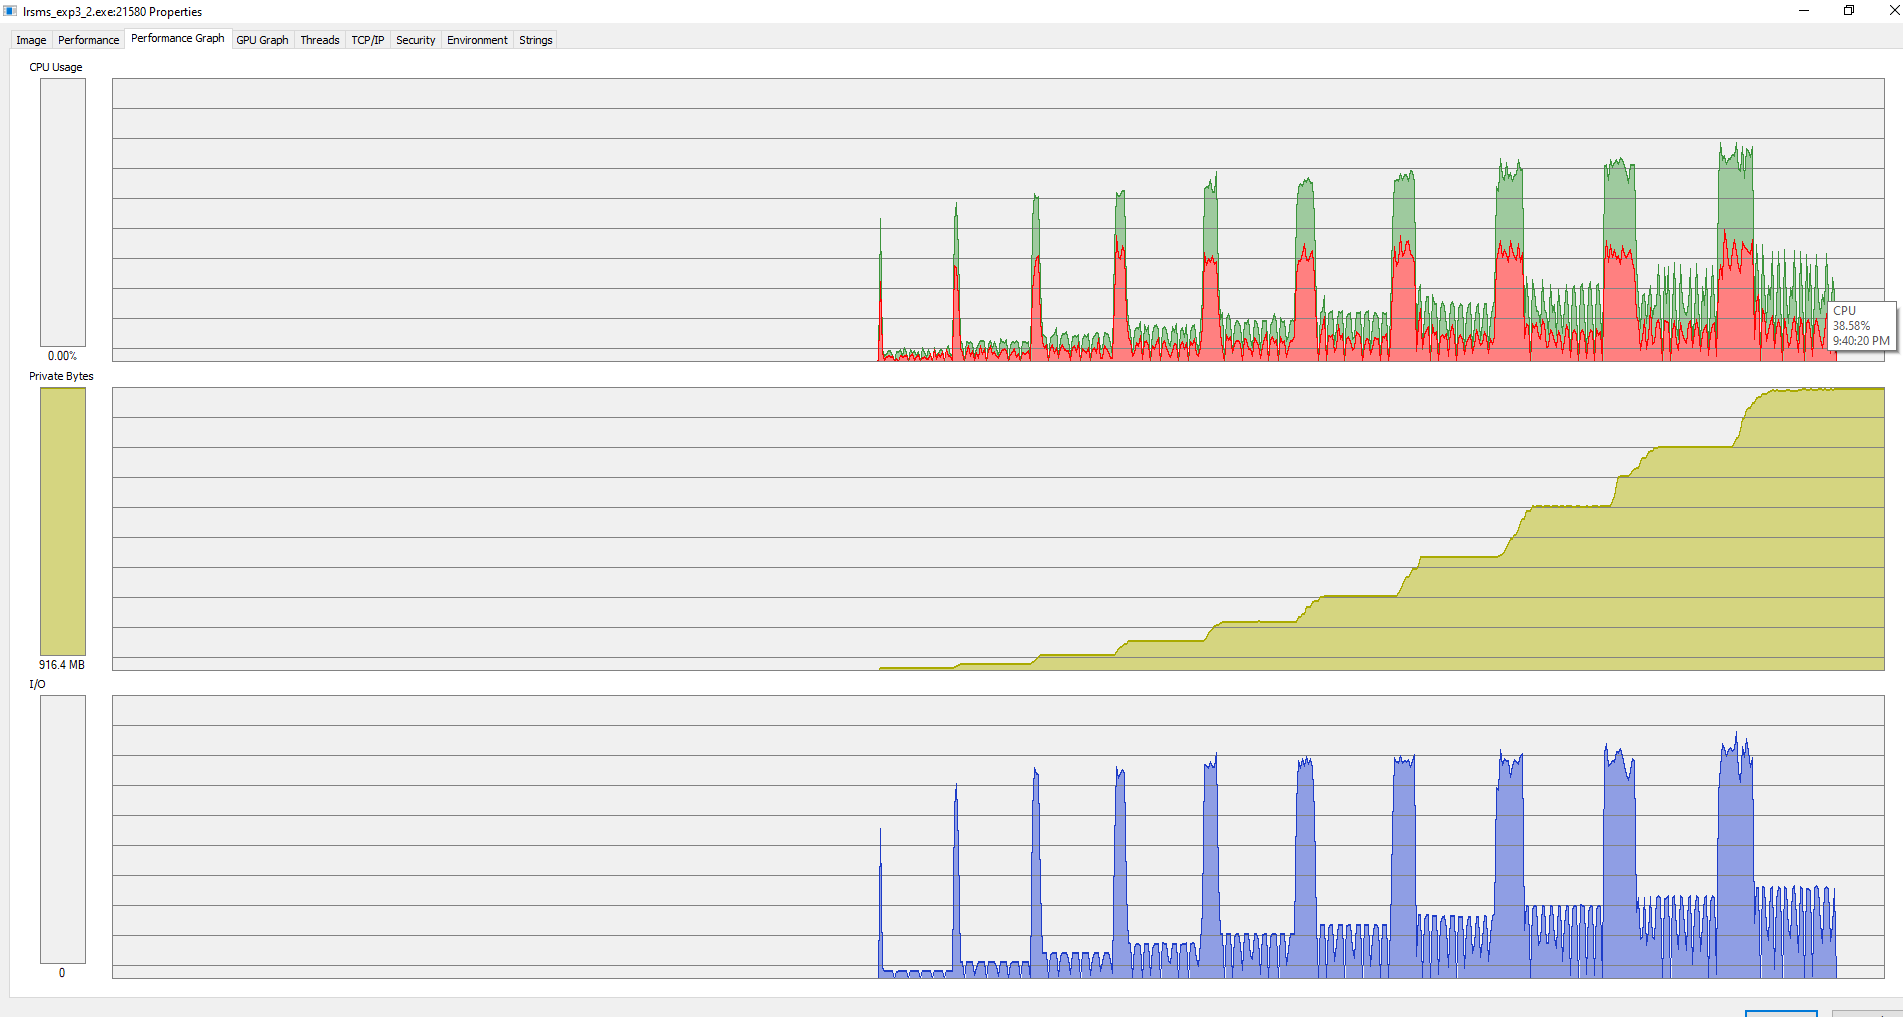 lrsms_exp3_2.exe:21580 Properties
Image Performance Performance Graph GPU Graph Threads TCP/IP Security Environment Strings
CPU Usage
0.00%
CPU
38.58%
9:40:20 PM
Private Bytes
916.4 MB
I/O
0